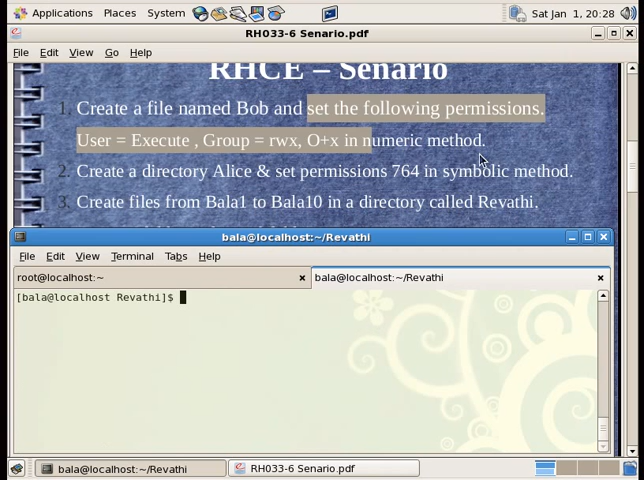 Applications Places System Sat Jan 1, 20:28
RH033-6 Senario.pdf
File Edit View Go Help
RHCE – Senario
1. Create a file named Bob and set the following permissions.
User = Execute , Group = rwx, O+x in numeric method.
2. Create a directory Alice & set permissions 764 in symbolic method.
3. Create files from Bala1 to Bala10 in a directory called Revathi.
bala@localhost:~/Revathi
File Edit View Terminal Tabs Help
root@localhost:~ bala@localhost:~/Revathi
[bala@localhost Revathi]$
bala@localhost:~/Revathi RH033-6 Senario.pdf